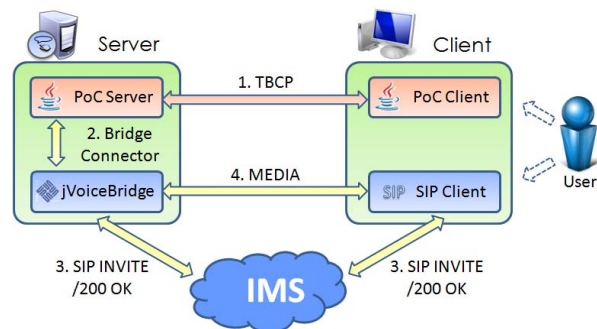 Server
Client
PoC Server
1. TBCP
PoC Client
2. Bridge
Connector
User
jVoiceBridge
4. MEDIA
SIP
SIP Client
3. SIP INVITE
/200 OK
IMS
3. SIP INVITE
/200 OK